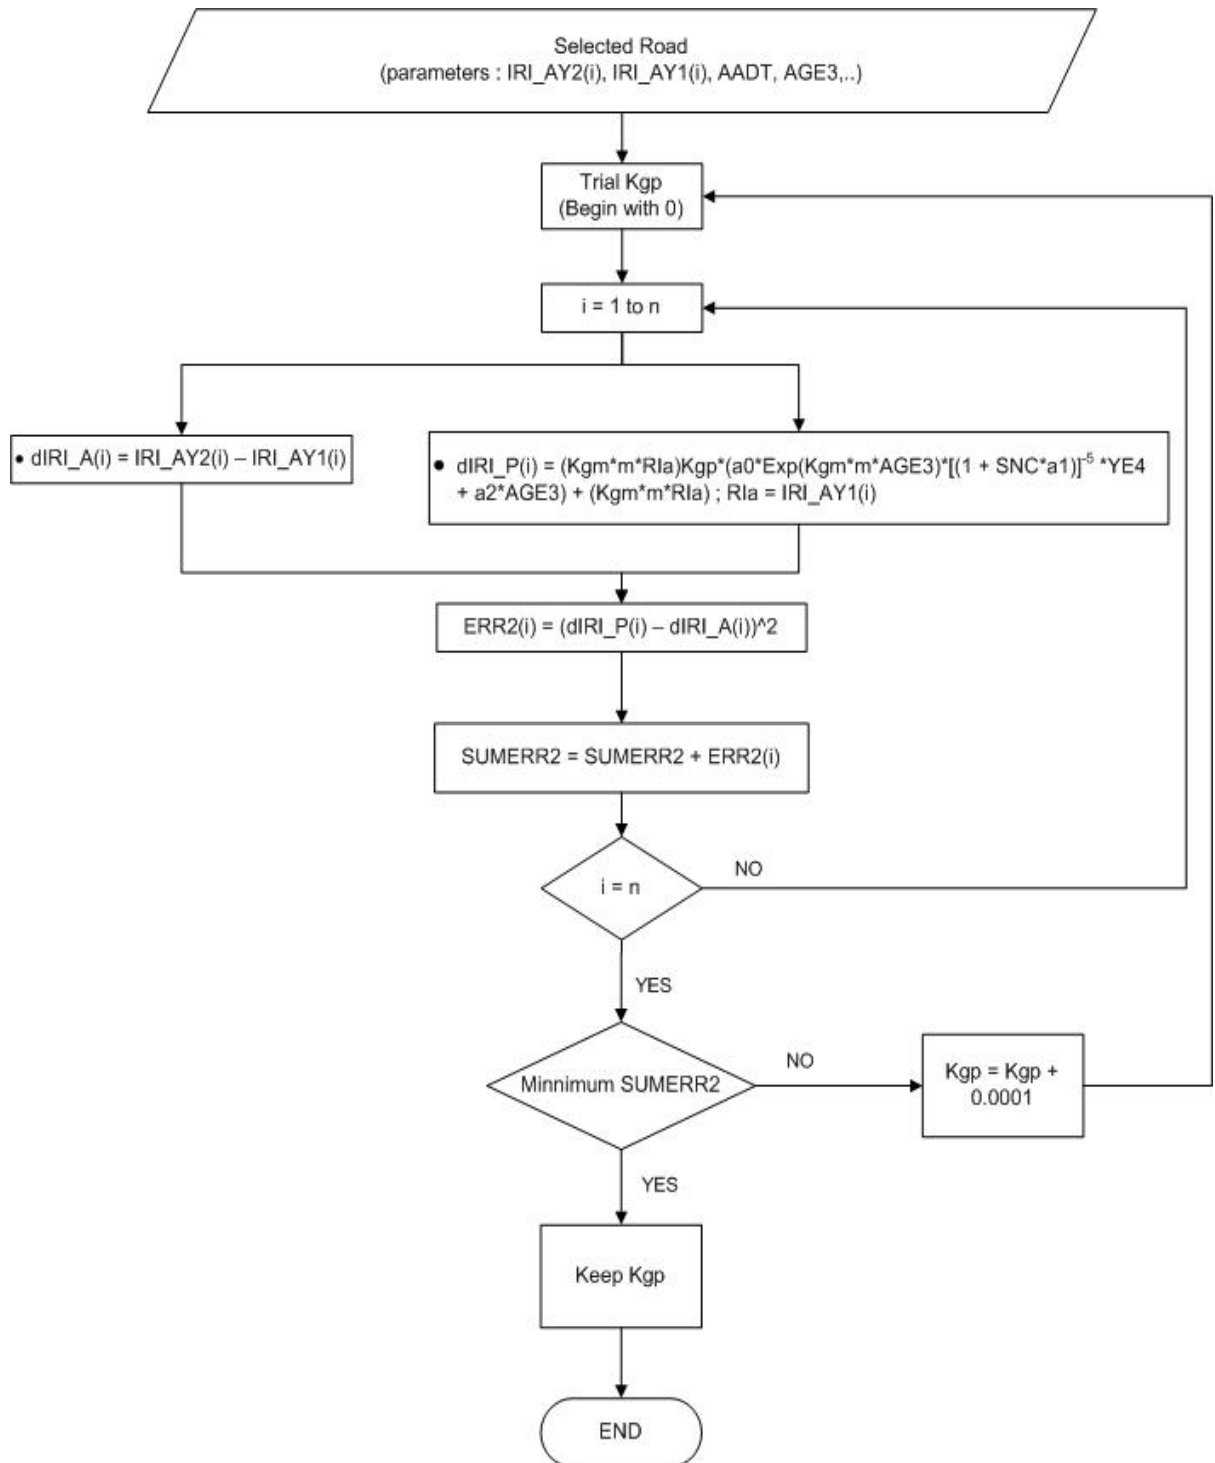 Selected Road
(parameters : IRI_AY2(i), IRI_AY1(i), AADT, AGE3,..)
Trial Kgp
(Begin with 0)
i = 1 to n
• dIRI_A(i) = IRI_AY2(i) – IRI_AY1(i)
• dIRI_P(i) = (Kgm*m*RIa)Kgp*(a0*Exp(Kgm*m*AGE3)*[(1 + SNC*a1)]⁻⁵ *YE4
+ a2*AGE3) + (Kgm*m*RIa) ; RIa = IRI_AY1(i)
ERR2(i) = (dIRI_P(i) – dIRI_A(i))^2
SUMERR2 = SUMERR2 + ERR2(i)
i = n
NO
YES
Minnimum SUMERR2
NO
Kgp = Kgp +
0.0001
YES
Keep Kgp
END